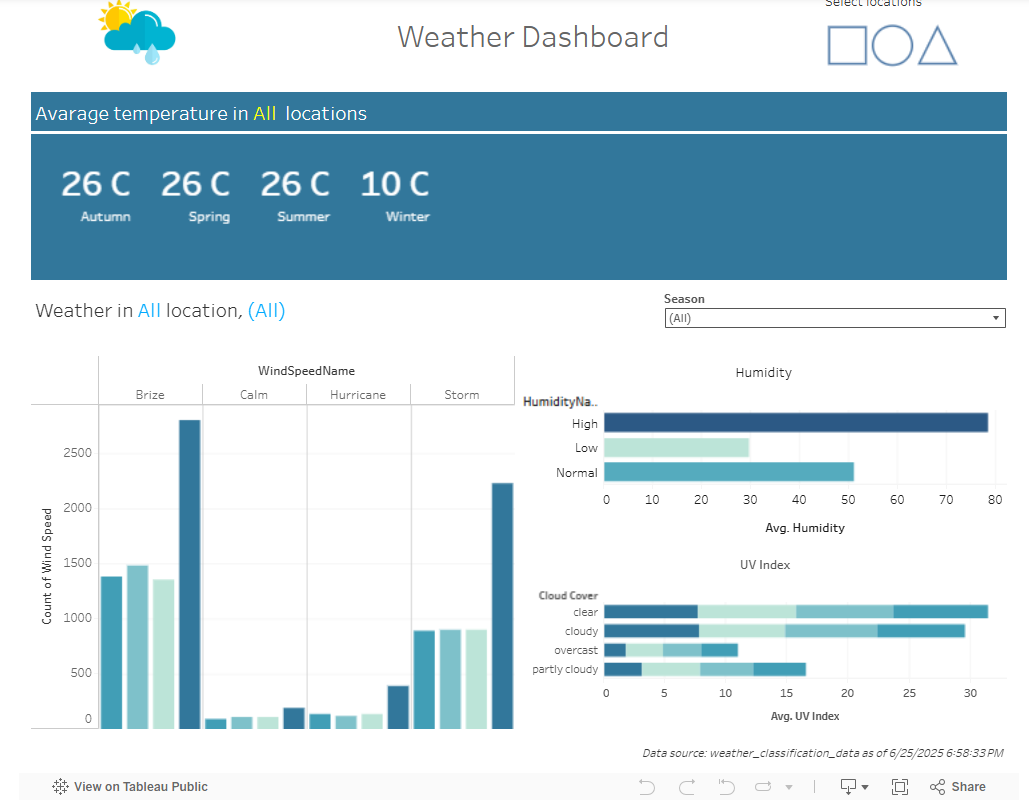 Select locations
Weather Dashboard
Avarage temperature in All locations
26 C 26 C 26 C 10 C
Autumn Spring Summer Winter
Weather in All location, (All)
Season
(All)
WindSpeedName
Brize Calm Hurricane Storm
Count of Wind Speed
2500
2000
1500
1000
500
0
Humidity
HumidityNa..
High
Low
Normal
0 10 20 30 40 50 60 70 80
Avg. Humidity
UV Index
Cloud Cover
clear
cloudy
overcast
partly cloudy
0 5 10 15 20 25 30
Avg. UV Index
Data source: weather_classification_data as of 6/25/2025 6:58:33 PM
View on Tableau Public
Share